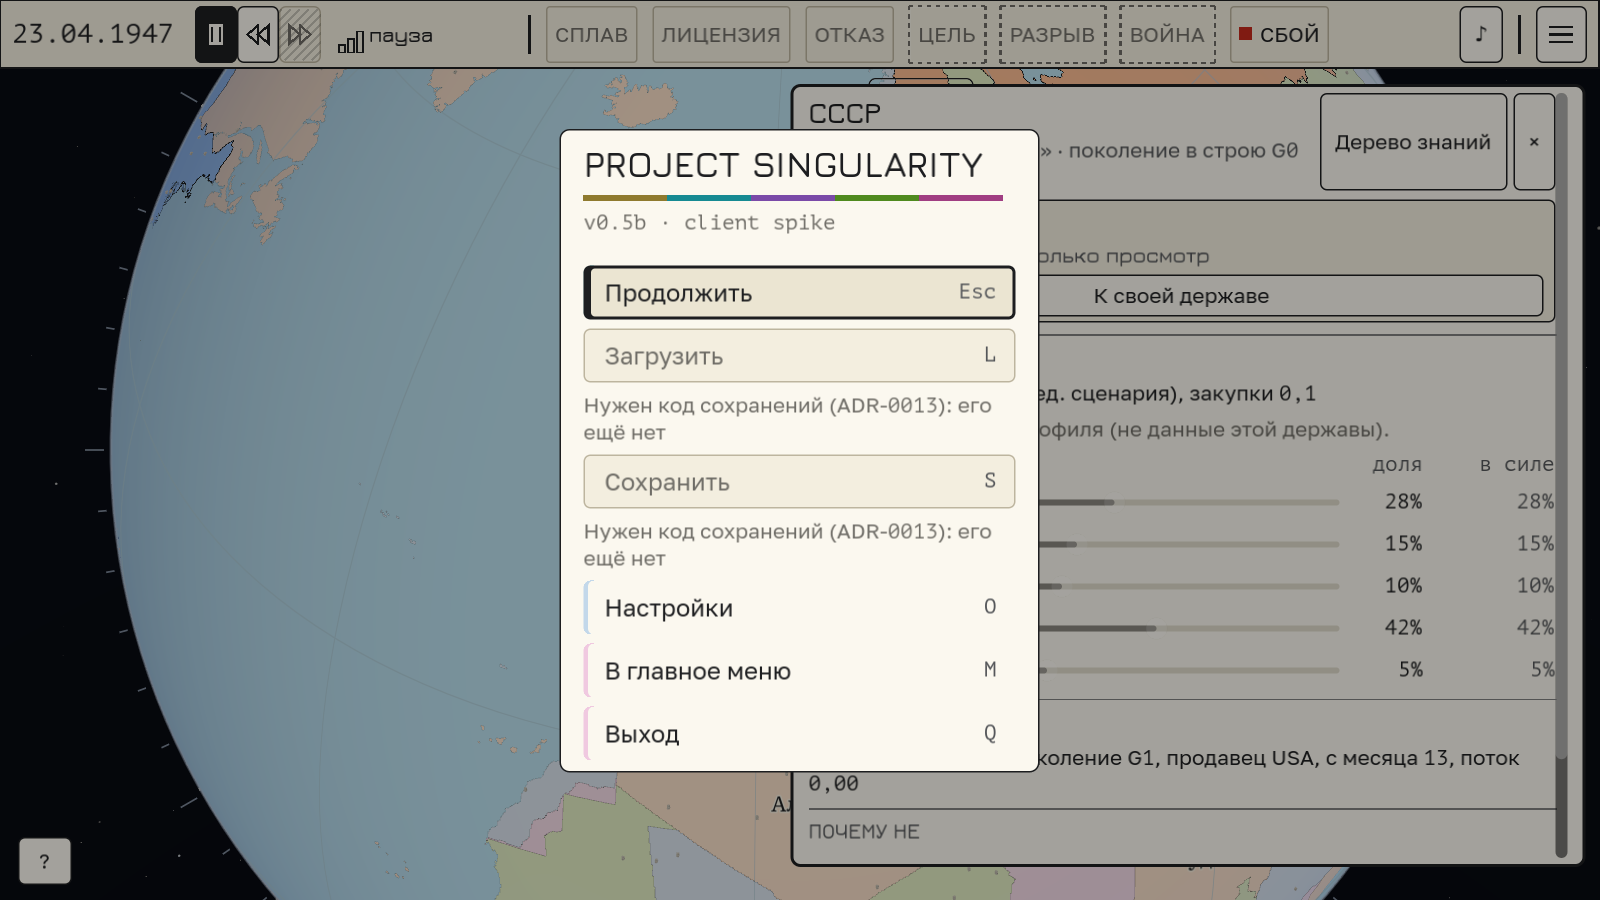 23.04.1947
пауза
СПЛАВ
ЛИЦЕНЗИЯ
ОТКАЗ
ЦЕЛЬ
РАЗРЫВ
ВОЙНА
СБОЙ
СССР
» · поколение в строю G0
Дерево знаний
×
олько просмотр
К своей державе
ед. сценария), закупки 0,1
офиля (не данные этой державы).
доля в силе
28% 28%
15% 15%
10% 10%
42% 42%
5% 5%
коление G1, продавец USA, с месяца 13, поток
0,00
ПОЧЕМУ НЕ
PROJECT SINGULARITY
v0.5b · client spike
Продолжить Esc
Загрузить L
Нужен код сохранений (ADR-0013): его
ещё нет
Сохранить S
Нужен код сохранений (ADR-0013): его
ещё нет
Настройки O
В главное меню M
Выход Q
?